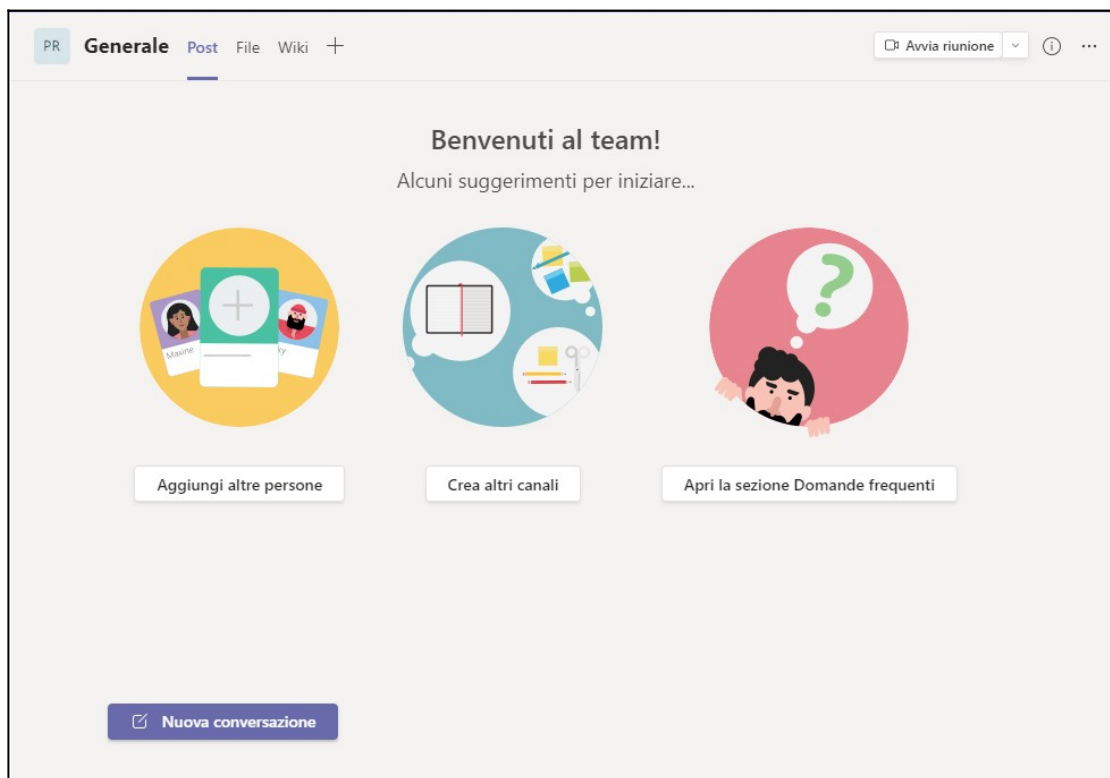 PR Generale Post File Wiki + Avvia riunione
Benvenuti al team!
Alcuni suggerimenti per iniziare...
Maxine ky
Aggiungi altre persone Crea altri canali Apri la sezione Domande frequenti
Nuova conversazione